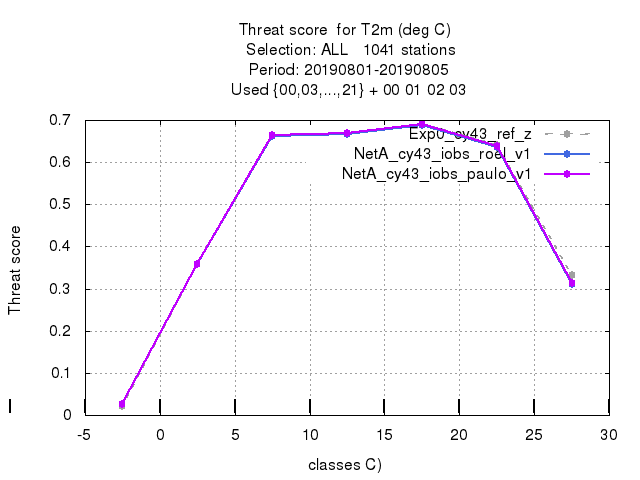 Threat score  for T2m (deg C)
Selection: ALL   1041 stations
Period: 20190801-20190805
Used {00,03,...,21} + 00 01 02 03
0.7
0.6
0.5
0.4
0.3
0.2
0.1
0
Threat score
Exp0_cy43_ref_z
NetA_cy43_iobs_roel_v1
NetA_cy43_iobs_paulo_v1
-5 0 5 10 15 20 25 30
classes C)